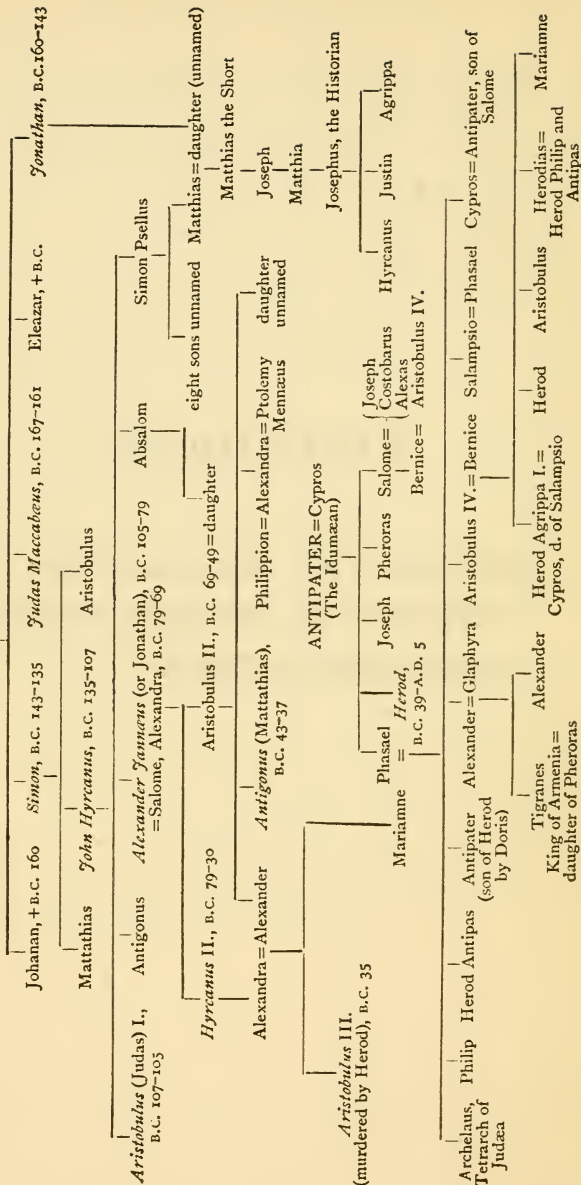 Johanan, + B.C. 160 Simon, B.C. 143–135 Judas Maccabæus, B.C. 167–161 Eleazar, + B.C. Jonathan, B.C. 160–143
Mattathias John Hyrcanus, B.C. 135–107 Aristobulus
Aristobulus (Judas) I., Antigonus Alexander Jannæus (or Jonathan), B.C. 105–79 Absalom Simon Psellus
B.C. 107–105 =Salome, Alexandra, B.C. 79–69
eight sons unnamed Matthias=daughter (unnamed)
Matthias the Short
Hyrcanus II., B.C. 79–30 Aristobulus II., B.C. 69–49=daughter
Joseph
Alexandra=Alexander Antigonus (Mattathias), Philippion=Alexandra=Ptolemy daughter
B.C. 43–37 Mennæus unnamed
Matthia
Josephus, the Historian
ANTIPATER=Cypros
(The Idumæan)
Hyrcanus Justin Agrippa
Aristobulus III.
(murdered by Herod), B.C. 35
Mariamne = Herod,
B.C. 39–A.D. 5
Phasael Joseph Pheroras Salome= { Joseph
Costobarus
Alexas
Bernice= Aristobulus IV.
Archelaus, Philip Herod Antipas Antipater Alexander=Glaphyra Aristobulus IV.=Bernice Salampsio=Phasael Cypros=Antipater, son of
Tetrarch of (son of Herod Salome
Judæa by Doris)
Tigranes Alexander Herod Agrippa I.= Herod Aristobulus Herodias= Mariamne
King of Armenia= Cypros, d. of Salampsio Herod Philip and
daughter of Pheroras Antipas